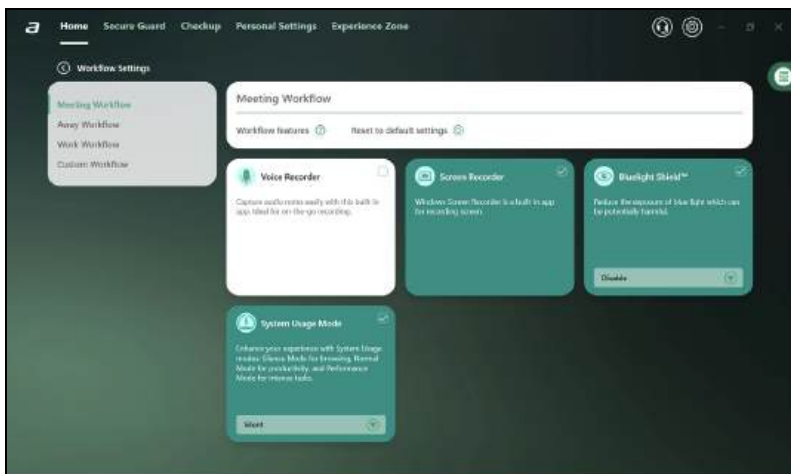 a Home Secure Guard Checkup Personal Settings Experience Zone
Workflow Settings
Meeting Workflow
Away Workflow
Work Workflow
Custom Workflow
Meeting Workflow
Workflow features
Reset to default settings
Voice Recorder
Capture audio notes easily with this built-in
app. Ideal for on-the-go recording.
Screen Recorder
Windows Screen Recorder is a built-in app
for recording screen.
Bluelight Shield™
Reduce the exposure of blue light which can
be potentially harmful.
Disable
System Usage Mode
Enhance your experience with System Usage
modes: Silence Mode for browsing, Normal
Mode for productivity, and Performance
Mode for intense tasks.
Silent